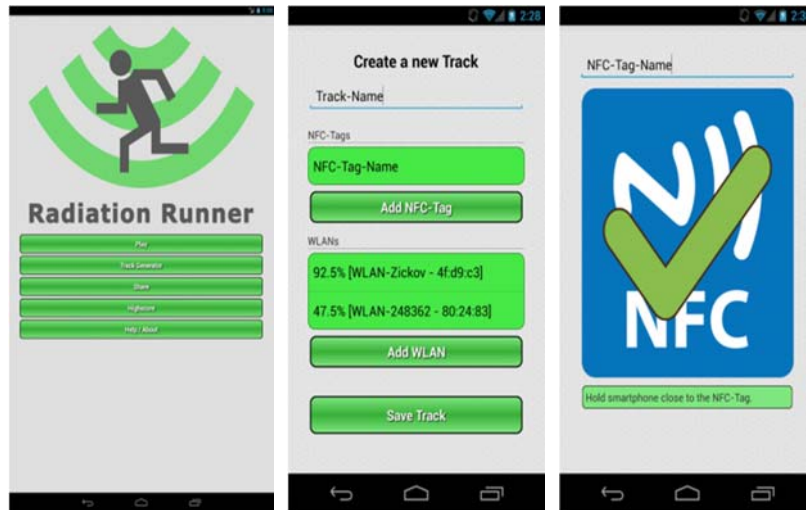 Radiation Runner
Play
Track Generator
Share
Highscore
Help / About
2:28
Create a new Track
Track-Name
NFC-Tags
NFC-Tag-Name
Add NFC-Tag
WLANs
92.5% [WLAN-Zickov - 4f:d9:c3]
47.5% [WLAN-248362 - 80:24:83]
Add WLAN
Save Track
2:3
NFC-Tag-Name
NFC
Hold smartphone close to the NFC-Tag.